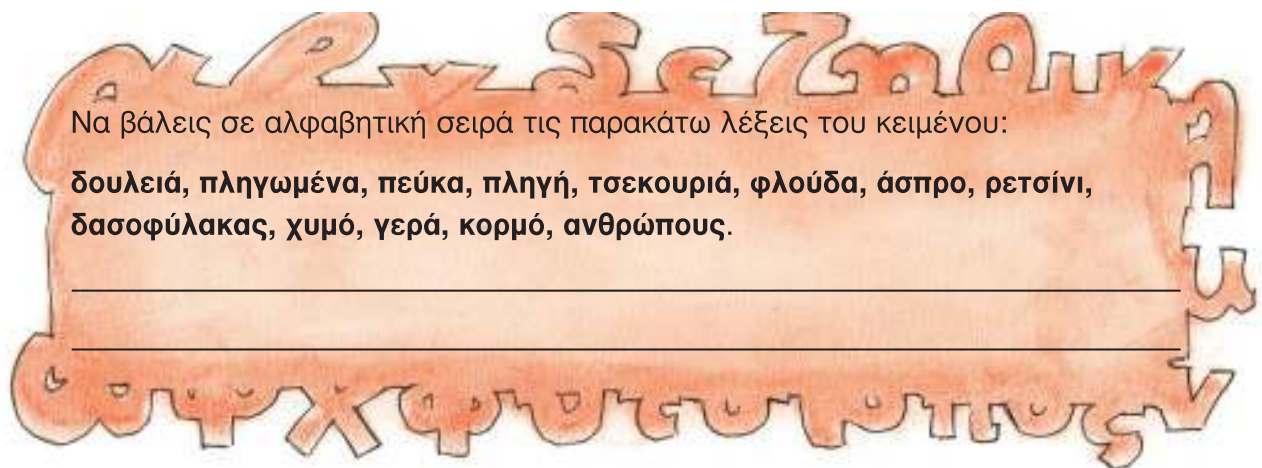 Να βάλεις σε αλφαβητική σειρά τις παρακάτω λέξεις του κειμένου:
δουλειά, πληγωμένα, πεύκα, πληγή, τσεκουριά, φλούδα, άσπρο, ρετσίνι,
δασοφύλακας, χυμό, γερά, κορμό, ανθρώπους.